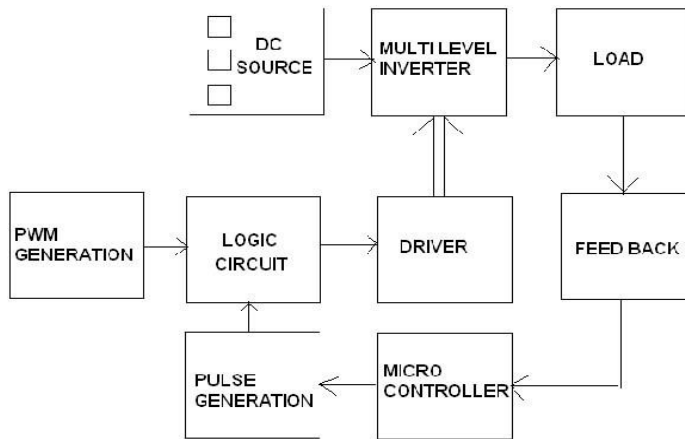 DC
SOURCE
MULTI LEVEL
INVERTER
LOAD
PWM
GENERATION
LOGIC
CIRCUIT
DRIVER
FEED BACK
PULSE
GENERATION
MICRO
CONTROLLER